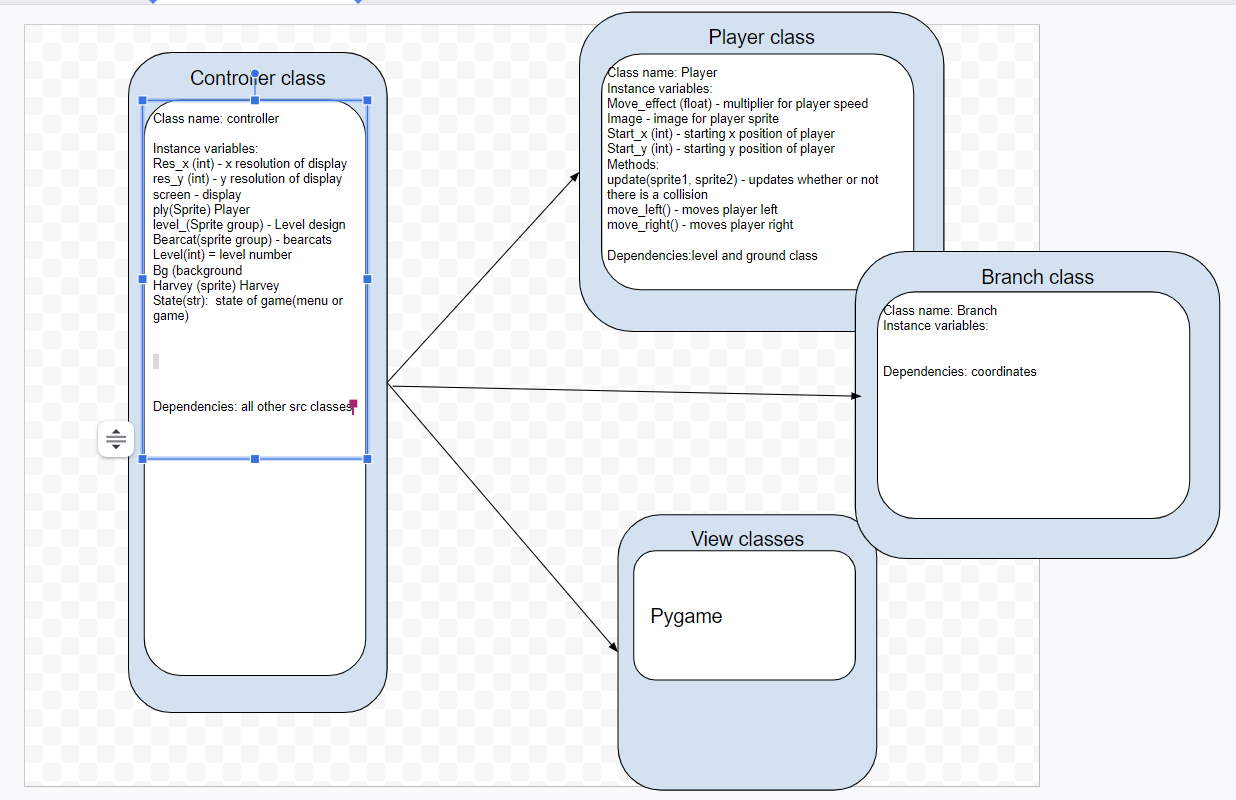 Controller class
Class name: controller
Instance variables:
Res_x (int) - x resolution of display
res_y (int) - y resolution of display
screen - display
ply(Sprite) Player
level_(Sprite group) - Level design
Bearcat(sprite group) - bearcats
Level(int) = level number
Bg (background
Harvey (sprite) Harvey
State(str):  state of game(menu or
game)
Dependencies: all other src classes
Player class
Class name: Player
Instance variables:
Move_effect (float) - multiplier for player speed
Image - image for player sprite
Start_x (int) - starting x position of player
Start_y (int) - starting y position of player
Methods:
update(sprite1, sprite2) - updates whether or not
there is a collision
move_left() - moves player left
move_right() - moves player right
Dependencies:level and ground class
Branch class
Class name: Branch
Instance variables:
Dependencies: coordinates
View classes
Pygame